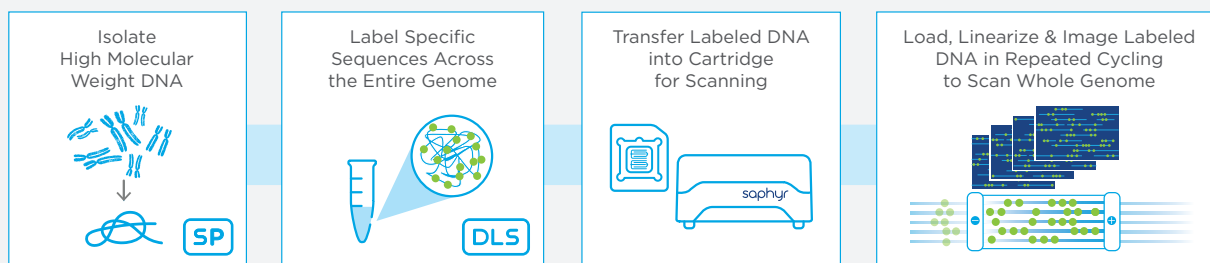 Isolate
High Molecular
Weight DNA
SP
Label Specific
Sequences Across
the Entire Genome
DLS
Transfer Labeled DNA
into Cartridge
for Scanning
saphyr
Load, Linearize & Image Labeled
DNA in Repeated Cycling
to Scan Whole Genome